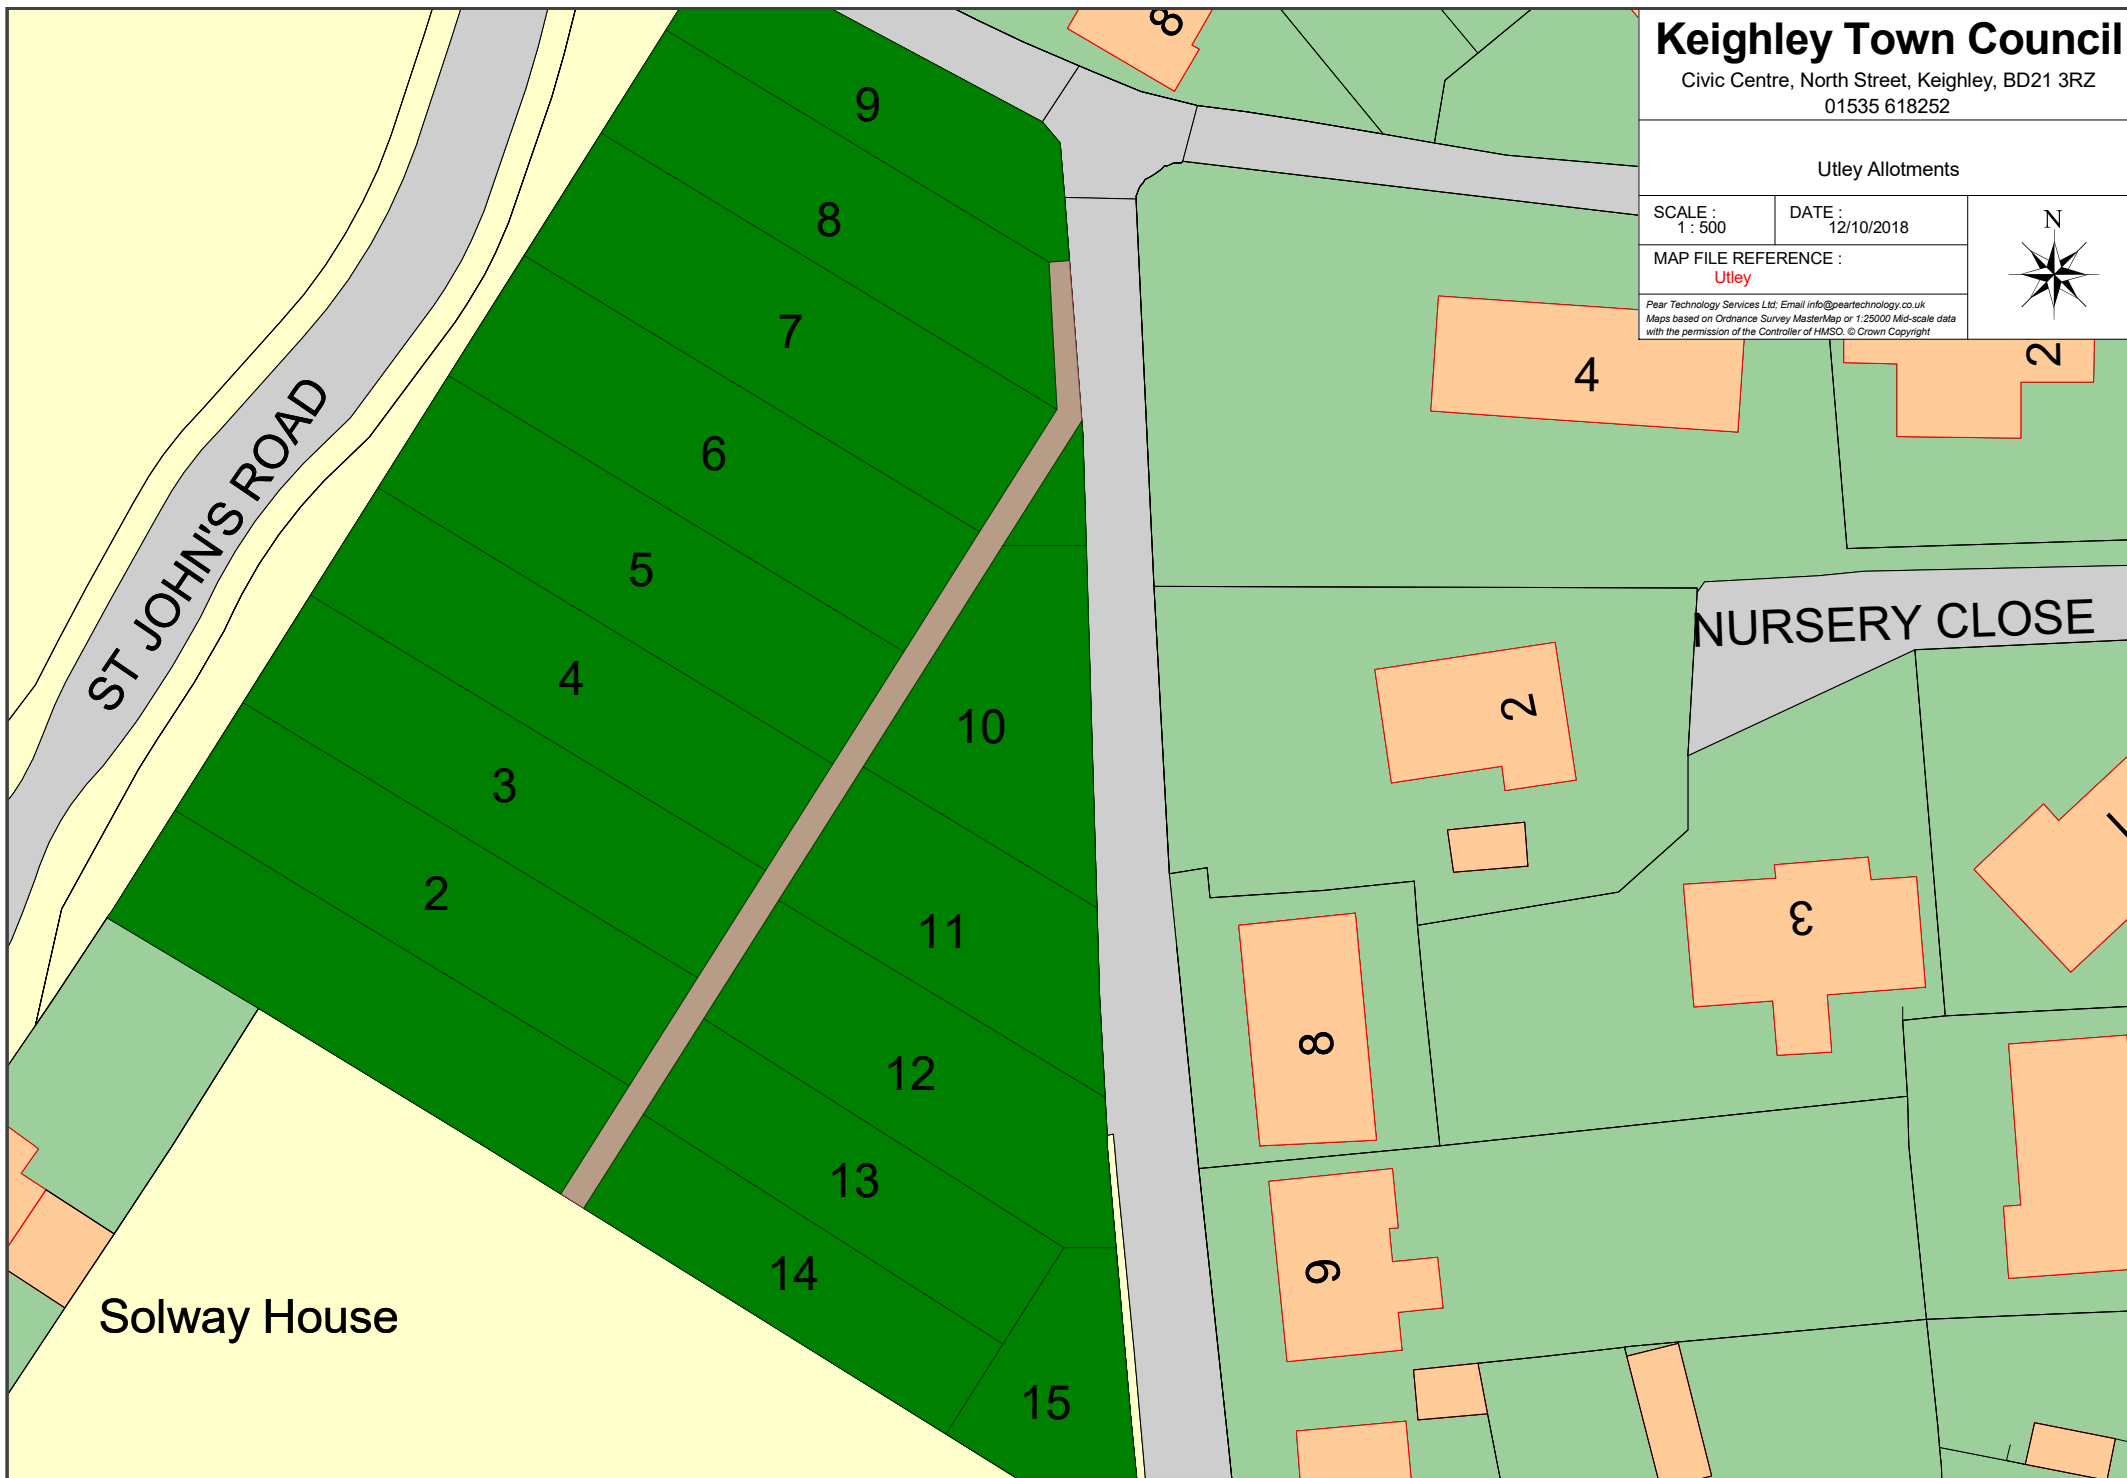 Keighley Town Council
Civic Centre, North Street, Keighley, BD21 3RZ
01535 618252
Utley Allotments
SCALE :
1 : 500
DATE :
12/10/2018
MAP FILE REFERENCE :
Utley
Pear Technology Services Ltd; Email info@peartechnology.co.uk
Maps based on Ordnance Survey MasterMap or 1:25000 Mid-scale data
with the permission of the Controller of HMSO. © Crown Copyright
N
8
9
8
7
6
5
4
3
2
10
11
12
13
14
15
ST JOHN'S ROAD
Solway House
4
2
NURSERY CLOSE
2
3
8
9